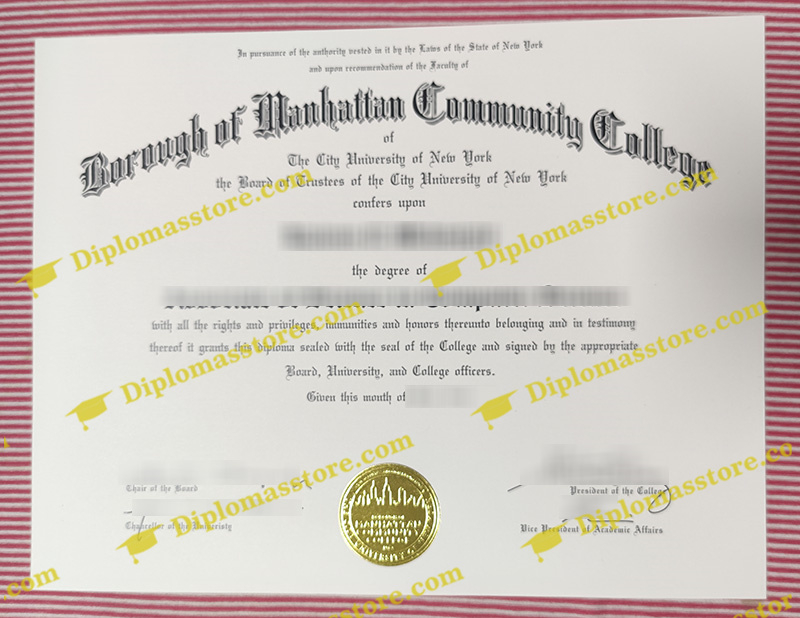 In pursuance of the authority vested in it by the Laws of the State of New York
and upon recommendation of the Faculty of
Borough of Manhattan Community College
of
The City University of New York
the Board of Trustees of the City University of New York
confers upon
the degree of
with all the rights and privileges, immunities and honors thereunto belonging and in testimony
thereof it grants this diploma sealed with the seal of the College and signed by the appropriate
Board, University, and College officers.
Given this month of
Chair of the Board
President of the College
Chancellor of the Univeristy
Vice President of Academic Affairs
MANHATTAN
COMMUNITY
COLLEGE
Diplomasstore.com
Diplomasstore.com
Diplomasstore.com
Diplomasstore.com
Diplomasstore.com
Diplomasstore.co